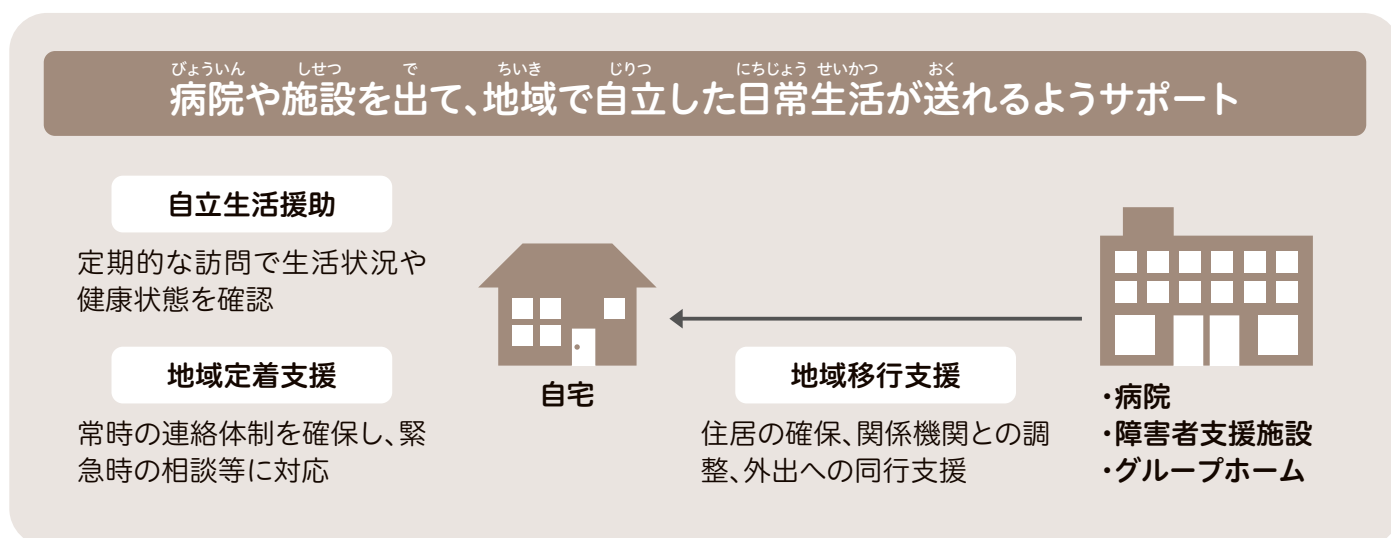 びょういん しせつ で ちいき じりつ にちじょう せいかつ おく
病院や施設を出て、地域で自立した日常生活が送れるようサポート
自立生活援助
定期的な訪問で生活状況や
健康状態を確認
地域定着支援
常時の連絡体制を確保し、緊
急時の相談等に対応
自宅
地域移行支援
住居の確保、関係機関との調
整、外出への同行支援
・病院
・障害者支援施設
・グループホーム